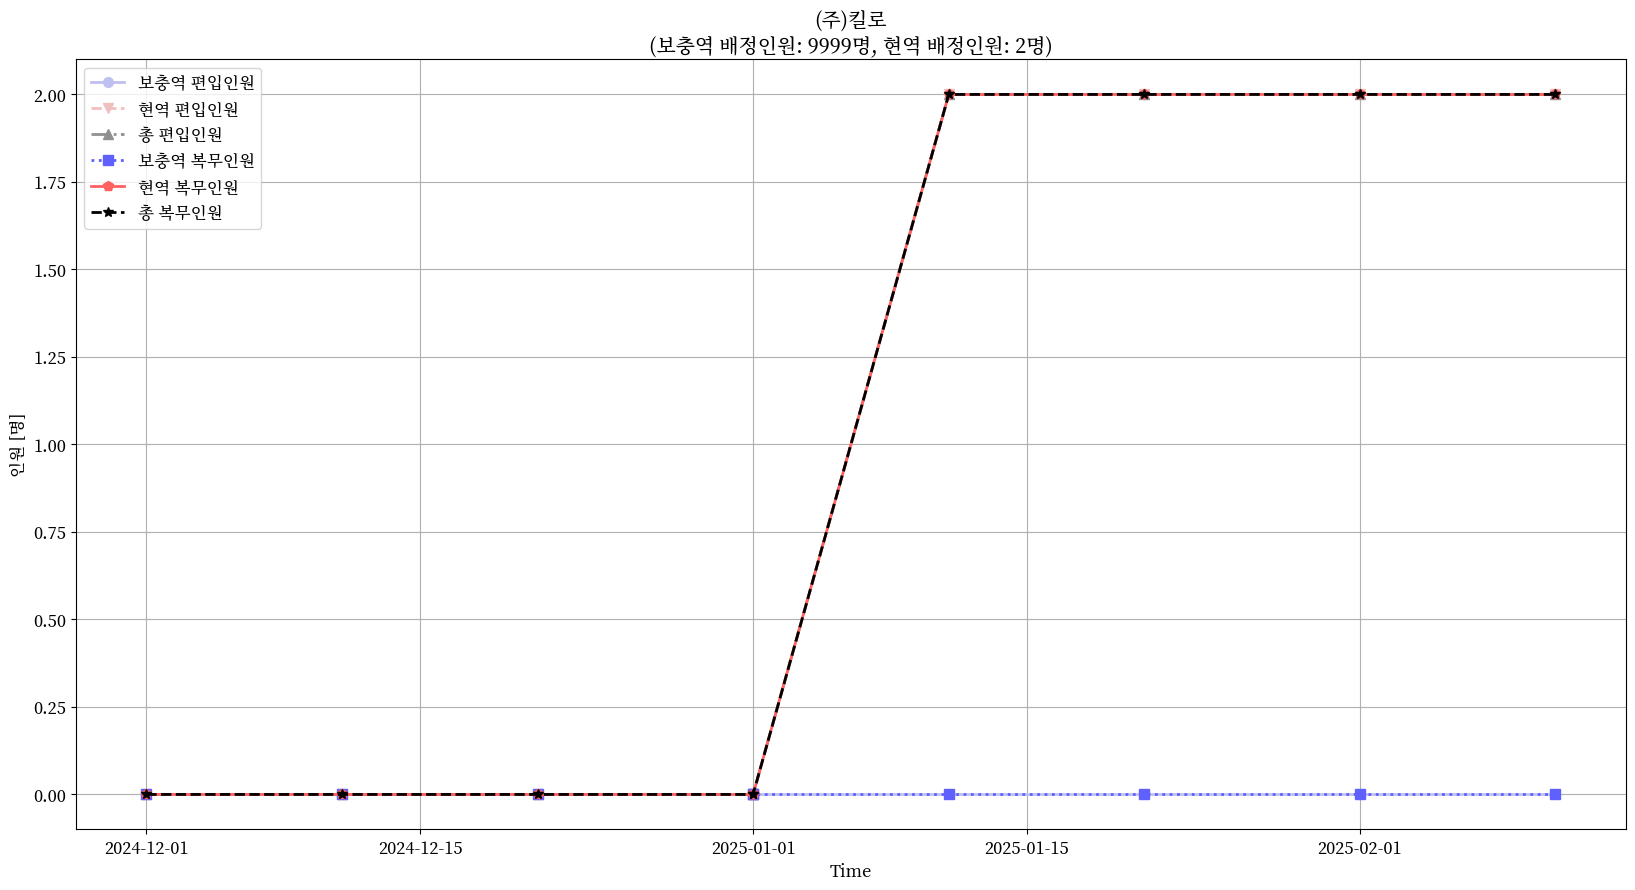 (주)킬로
(보충역 배정인원: 9999명, 현역 배정인원: 2명)
보충역 편입인원
현역 편입인원
총 편입인원
보충역 복무인원
현역 복무인원
총 복무인원
인원 [명]
2.00
1.75
1.50
1.25
1.00
0.75
0.50
0.25
0.00
2024-12-01
2024-12-15
2025-01-01
2025-01-15
2025-02-01
Time